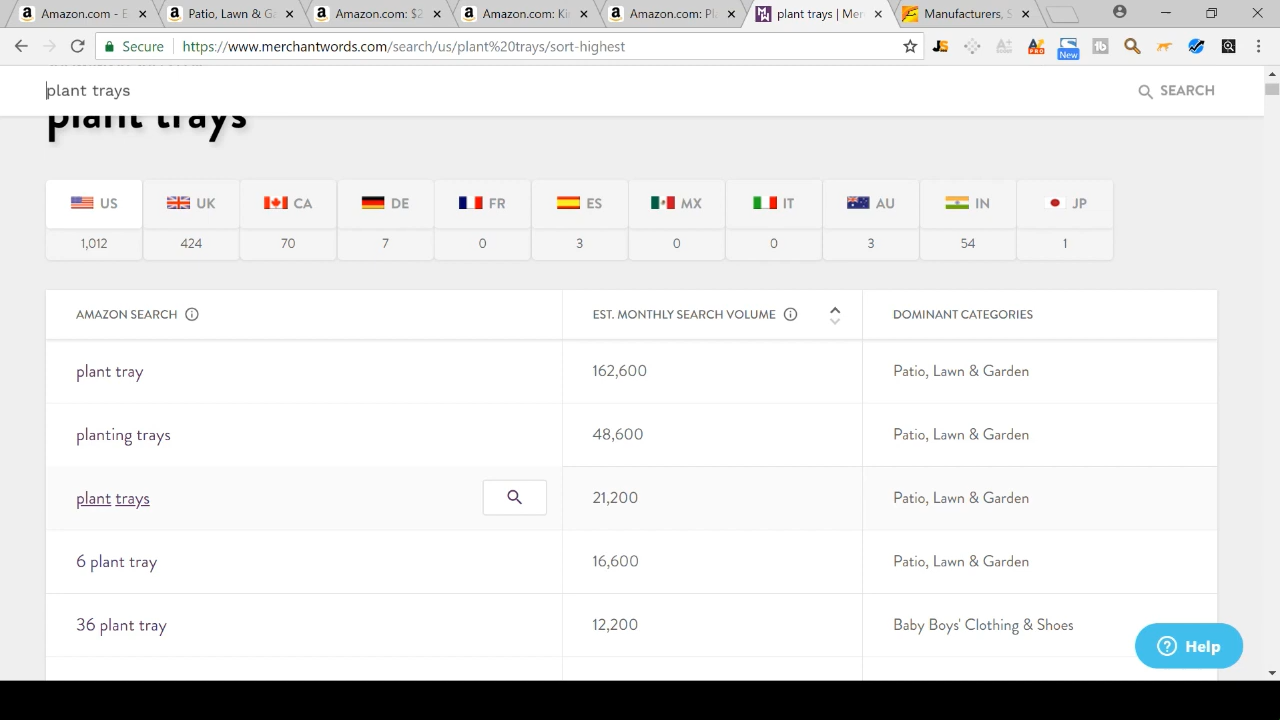 Amazon.com - E
Patio, Lawn & Ga
Amazon.com: $2
Amazon.com: Kit
Amazon.com: Pl
plant trays | Mer
Manufacturers, S
Secure
https://www.merchantwords.com/search/us/plant%20trays/sort-highest
New
plant trays
SEARCH
plant trays
US
UK
CA
DE
FR
ES
MX
IT
AU
IN
JP
1,012
424
70
7
0
3
0
0
3
54
1
AMAZON SEARCH
EST. MONTHLY SEARCH VOLUME
DOMINANT CATEGORIES
plant tray
162,600
Patio, Lawn & Garden
planting trays
48,600
Patio, Lawn & Garden
plant trays
21,200
Patio, Lawn & Garden
6 plant tray
16,600
Patio, Lawn & Garden
36 plant tray
12,200
Baby Boys' Clothing & Shoes
Help